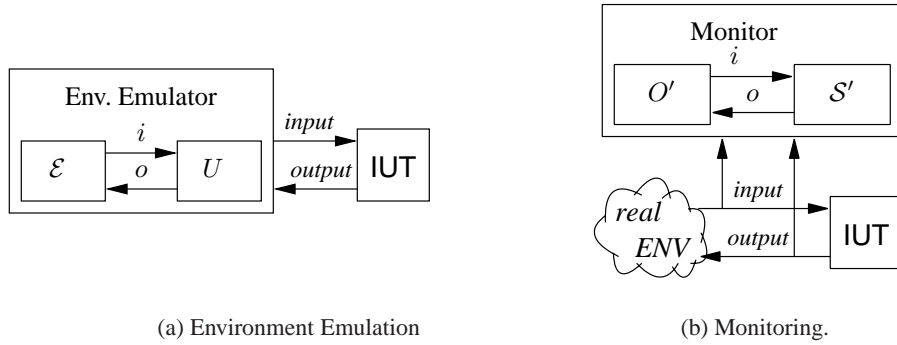 Env. Emulator
i
ℰ
o
U
input
output
IUT
(a) Environment Emulation
Monitor
i
O′
o
𝒮′
real
ENV
input
output
IUT
(b) Monitoring.